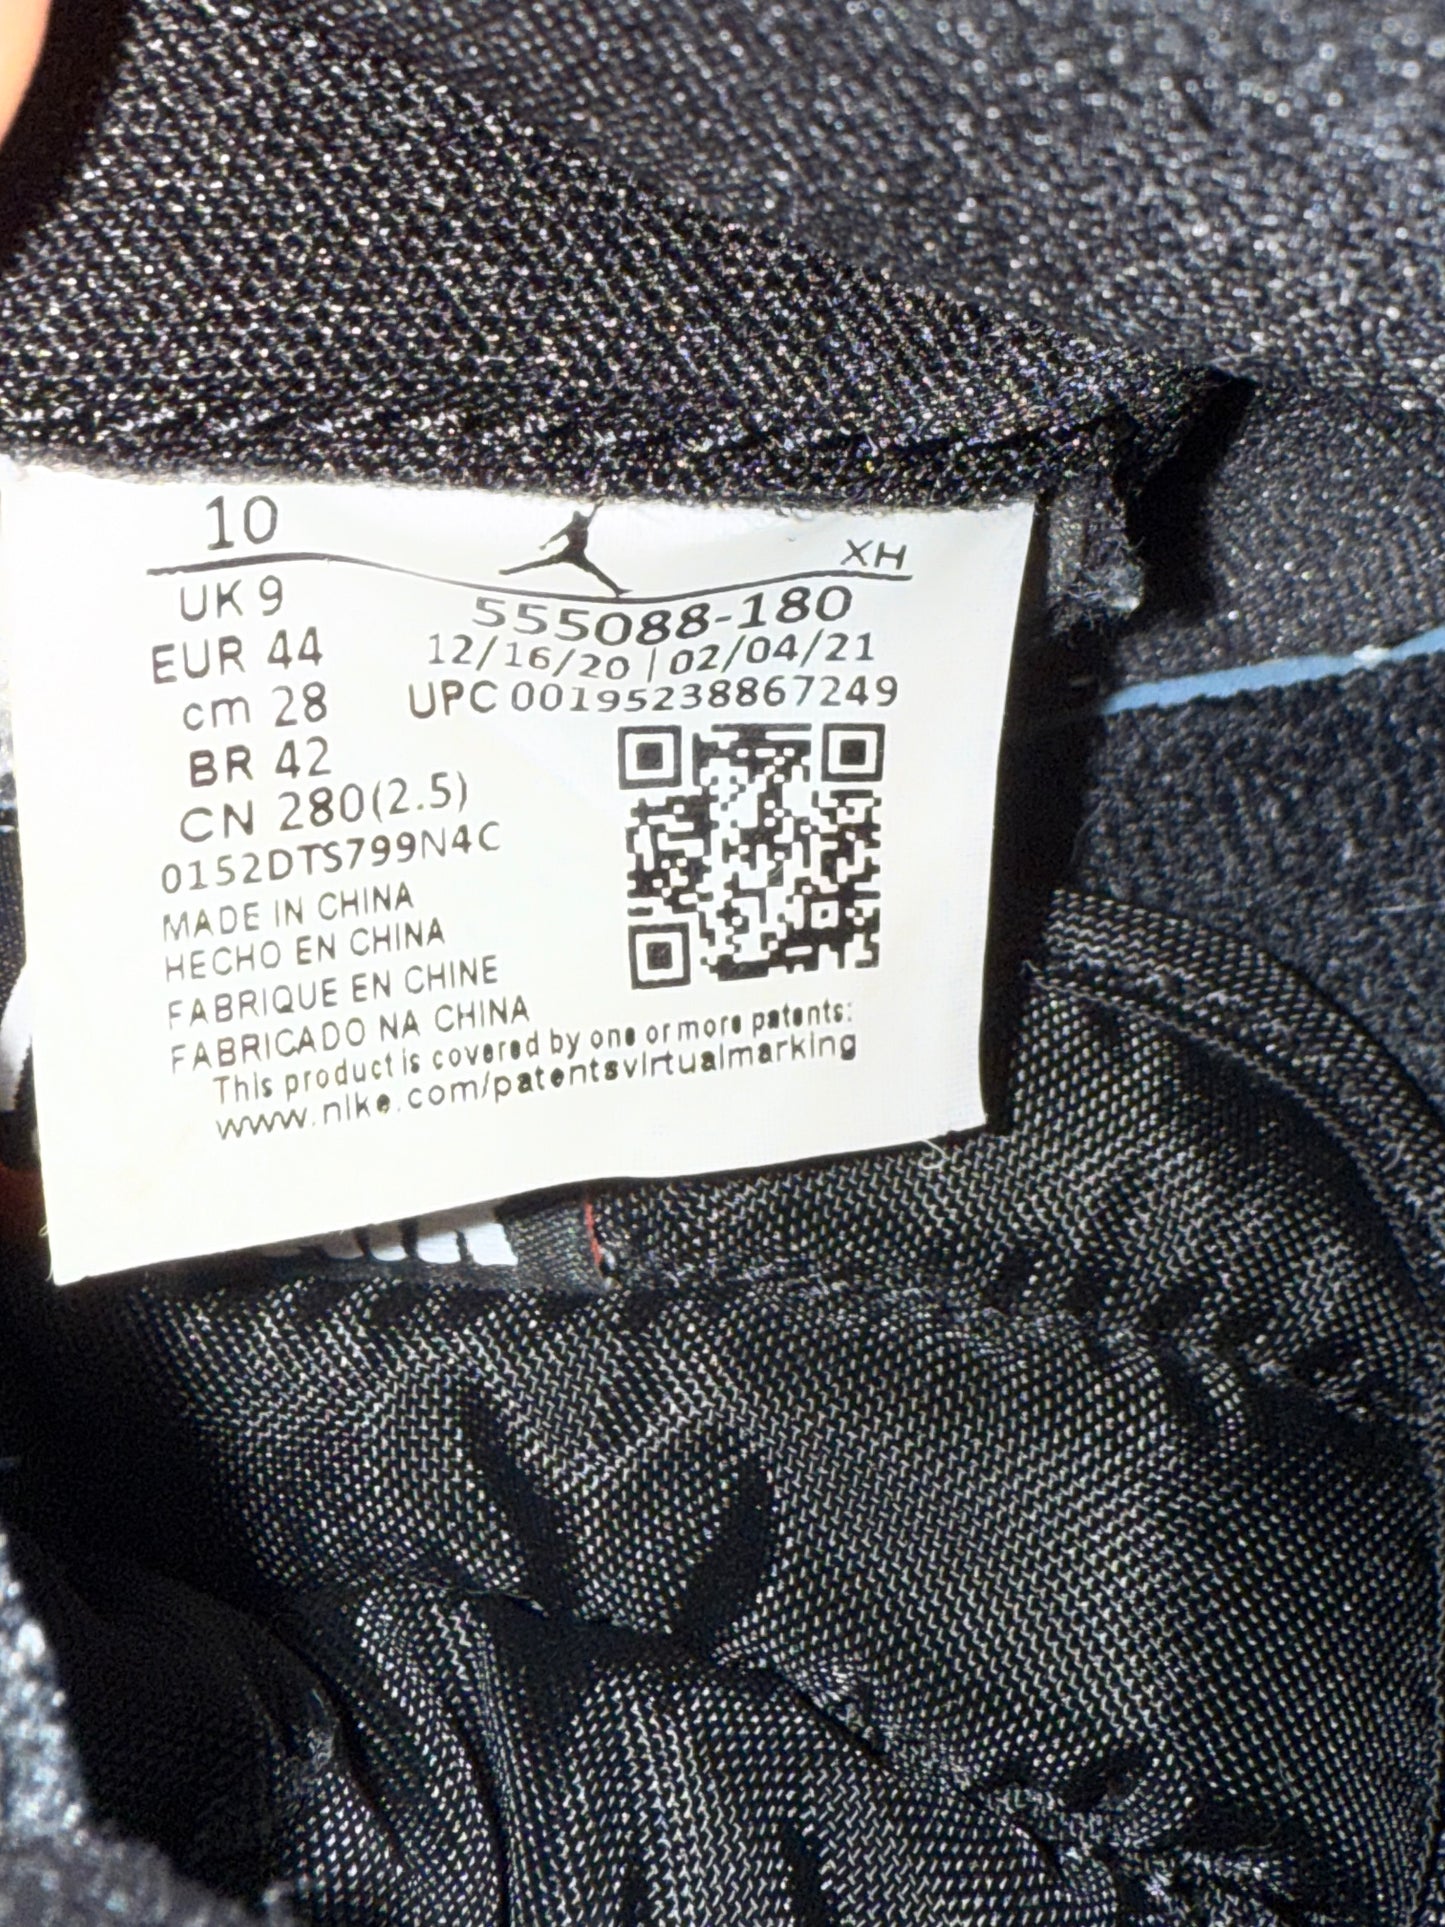 10
XH
UK 9
555088-180
EUR 44
12/16/20 | 02/04/21
cm 28
UPC 00195238867249
BR 42
CN 280(2.5)
0152DTS799N4C
MADE IN CHINA
HECHO EN CHINA
FABRIQUE EN CHINE
FABRICADO NA CHINA
This product is covered by one or more patents:
www.nike.com/patentsvirtualmarking